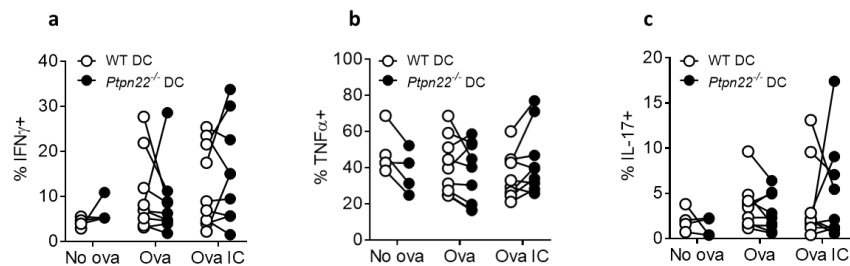 a
% IFNγ+
40
30
20
10
0
WT DC
Ptpn22-/- DC
No ova
Ova
Ova IC
b
% TNFα+
100
80
60
40
20
0
WT DC
Ptpn22-/- DC
No ova
Ova
Ova IC
c
% IL-17+
20
15
10
5
0
WT DC
Ptpn22-/- DC
No ova
Ova
Ova IC